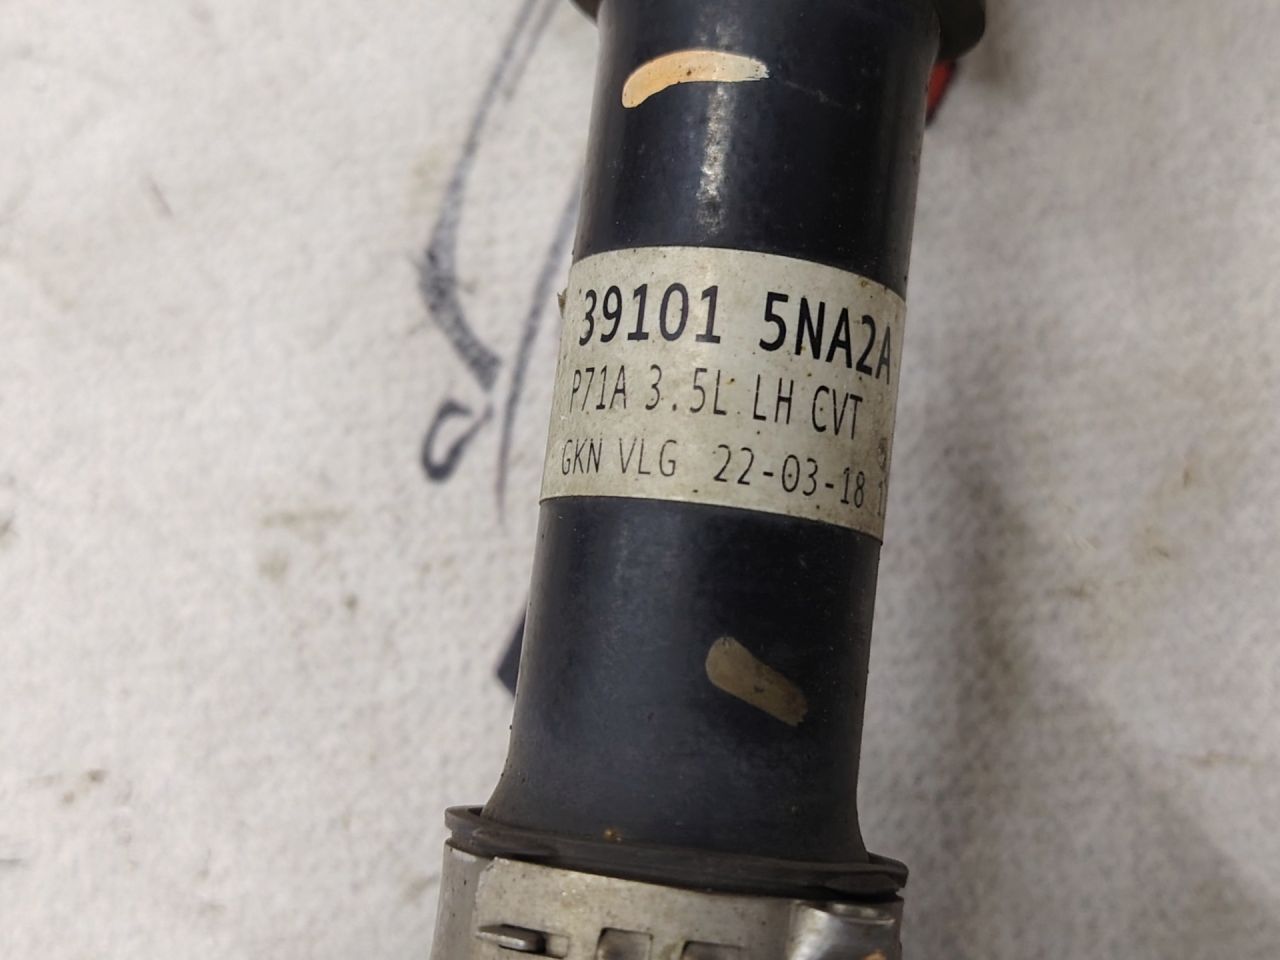 39101 5NA2A
P71A 3.5L LH CVT
GKN VLG 22-03-18